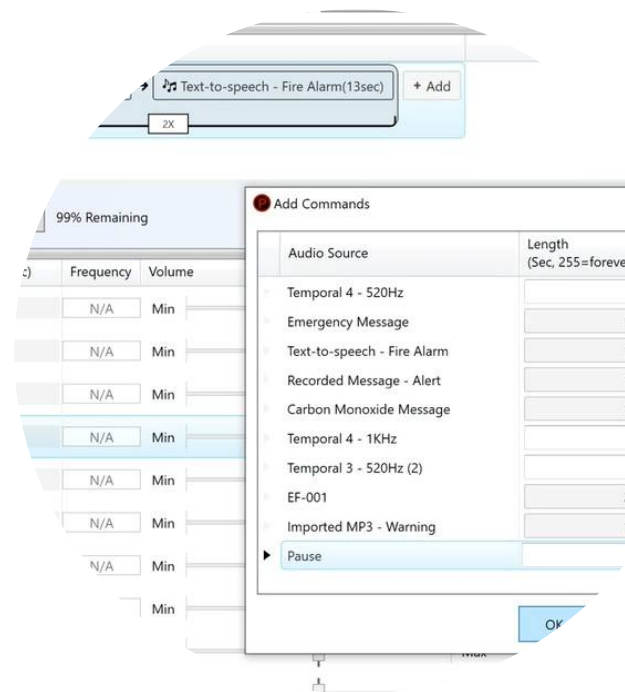 Text-to-speech - Fire Alarm(13sec)
+ Add
2X
99% Remaining
Frequency Volume
N/A Min
N/A Min
N/A Min
N/A Min
N/A Min
N/A Min
N/A Min
Min
Add Commands
Audio Source
Length
(Sec, 255=foreve
Temporal 4 - 520Hz
Emergency Message
Text-to-speech - Fire Alarm
Recorded Message - Alert
Carbon Monoxide Message
Temporal 4 - 1KHz
Temporal 3 - 520Hz (2)
EF-001
Imported MP3 - Warning
Pause
OK